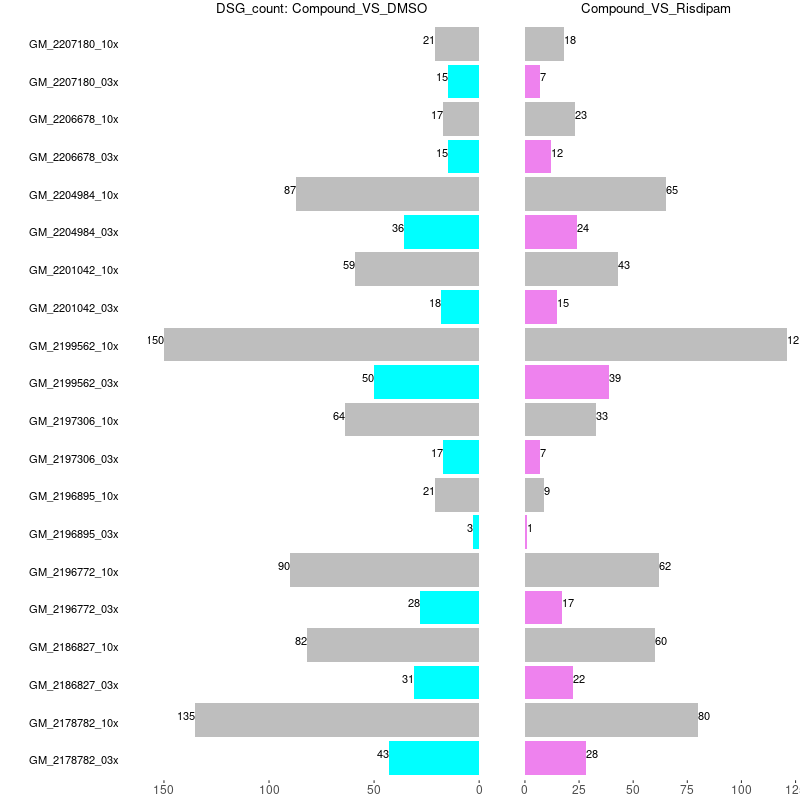 DSG_count: Compound_VS_DMSO Compound_VS_Risdipam
GM_2207180_10x 21 18
GM_2207180_03x 15 7
GM_2206678_10x 17 23
GM_2206678_03x 15 12
GM_2204984_10x 87 65
GM_2204984_03x 36 24
GM_2201042_10x 59 43
GM_2201042_03x 18 15
GM_2199562_10x 150 12
GM_2199562_03x 50 39
GM_2197306_10x 64 33
GM_2197306_03x 17 7
GM_2196895_10x 21 9
GM_2196895_03x 3 1
GM_2196772_10x 90 62
GM_2196772_03x 28 17
GM_2186827_10x 82 60
GM_2186827_03x 31 22
GM_2178782_10x 135 80
GM_2178782_03x 43 28
150 100 50 0 0 25 50 75 100